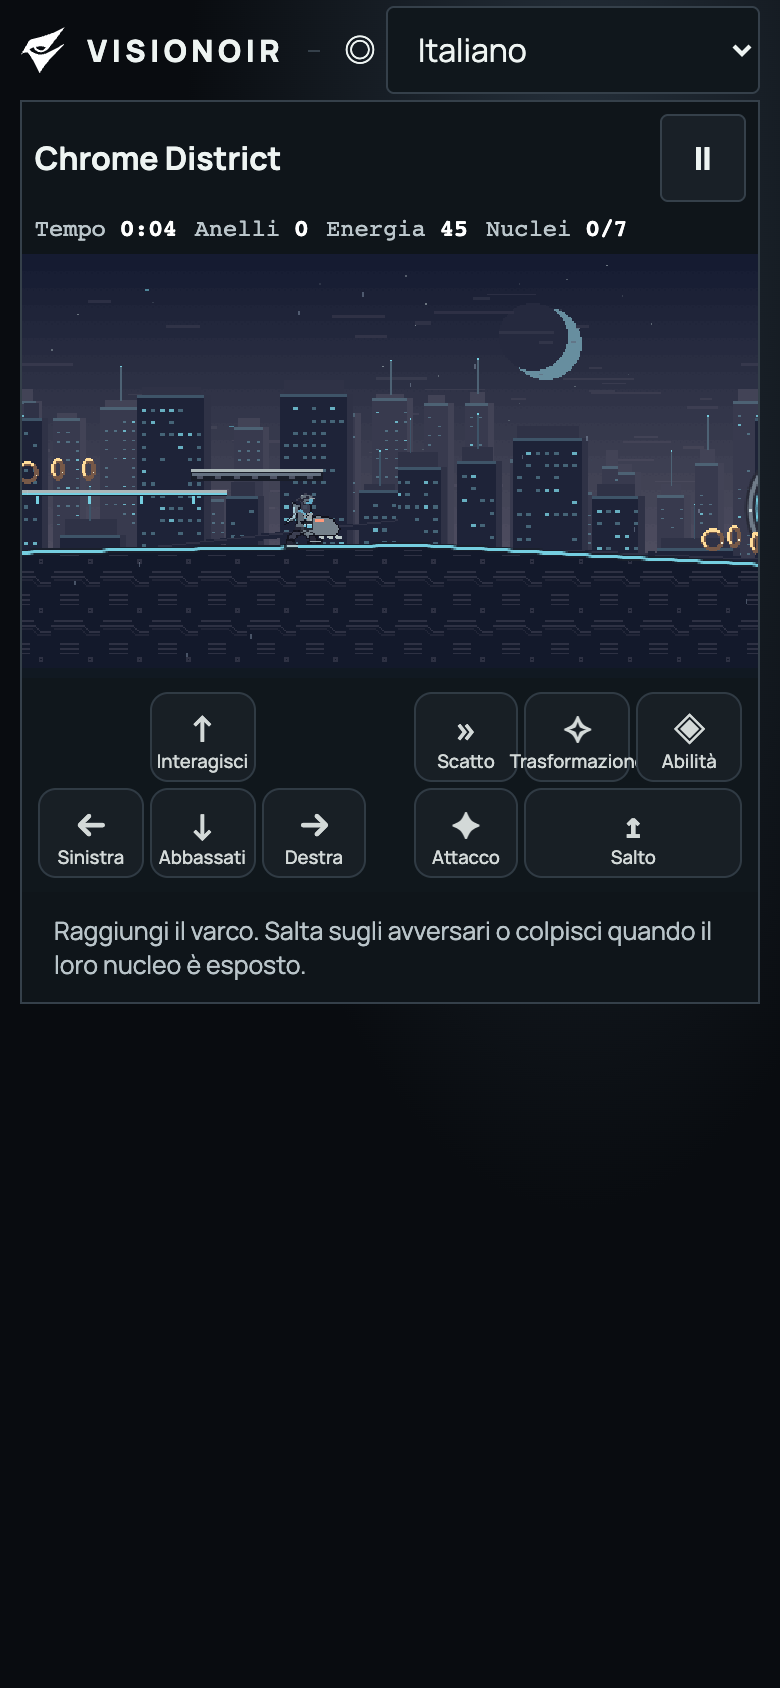 VISIONOIR
Italiano
Chrome District
Tempo 0:04 Anelli 0 Energia 45 Nuclei 0/7
Interagisci
Scatto
Trasformazion
Abilità
Sinistra
Abbassati
Destra
Attacco
Salto
Raggiungi il varco. Salta sugli avversari o colpisci quando il
loro nucleo è esposto.